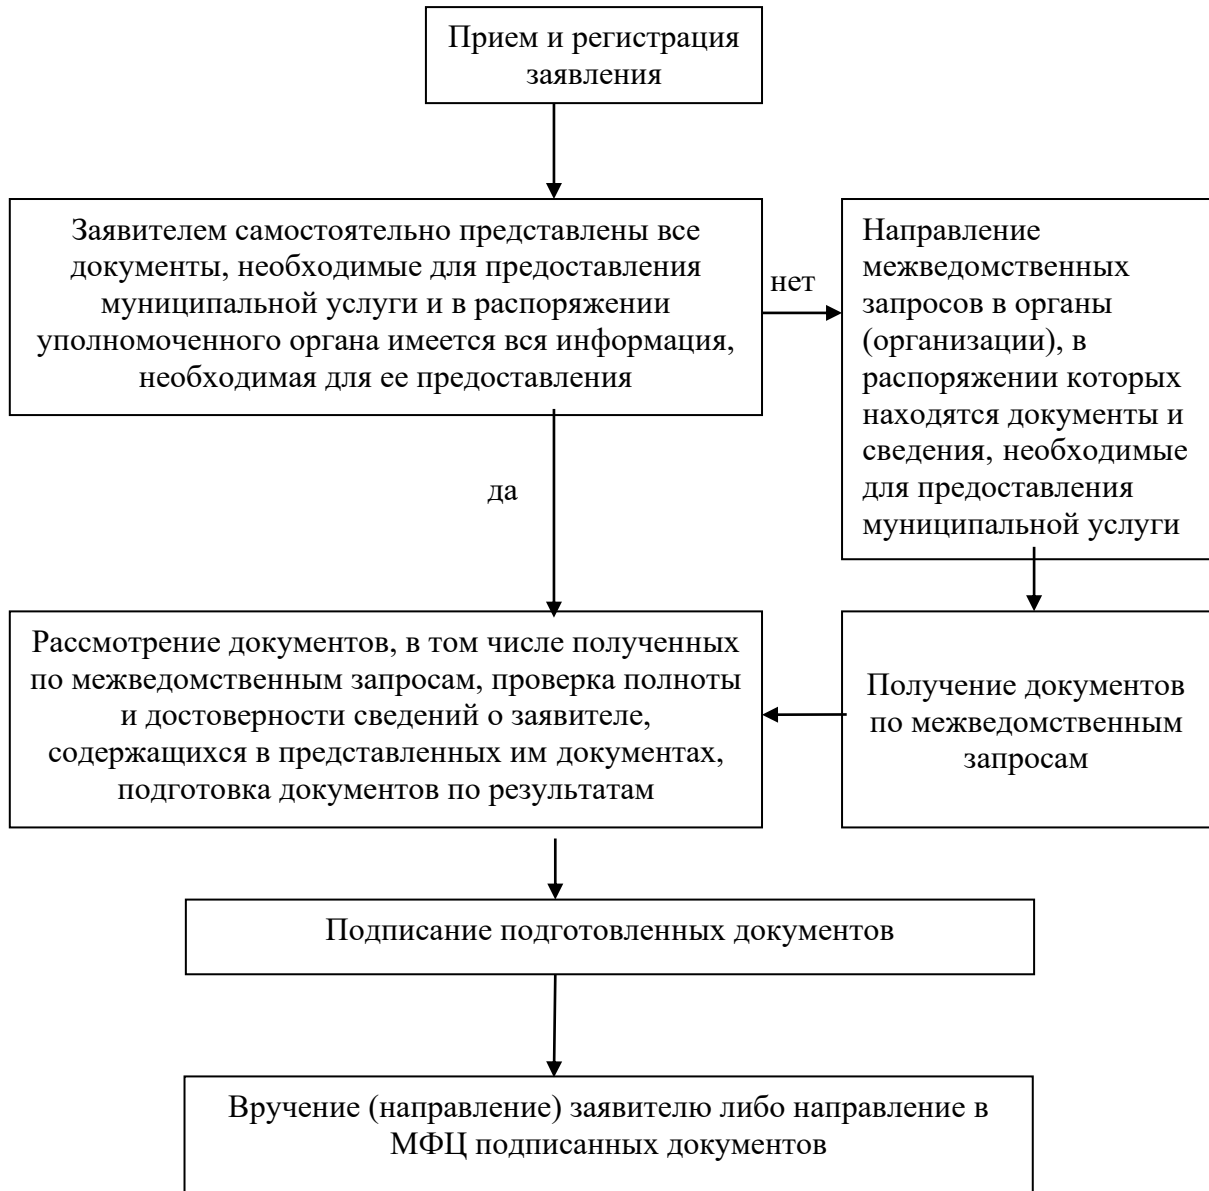 Прием и регистрация
заявления
Заявителем самостоятельно представлены все
документы, необходимые для предоставления
муниципальной услуги и в распоряжении
уполномоченного органа имеется вся информация,
необходимая для ее предоставления
нет
Направление
межведомственных
запросов в органы
(организации), в
распоряжении которых
находятся документы и
сведения, необходимые
для предоставления
муниципальной услуги
да
Рассмотрение документов, в том числе полученных
по межведомственным запросам, проверка полноты
и достоверности сведений о заявителе,
содержащихся в представленных им документах,
подготовка документов по результатам
Получение документов
по межведомственным
запросам
Подписание подготовленных документов
Вручение (направление) заявителю либо направление в
МФЦ подписанных документов